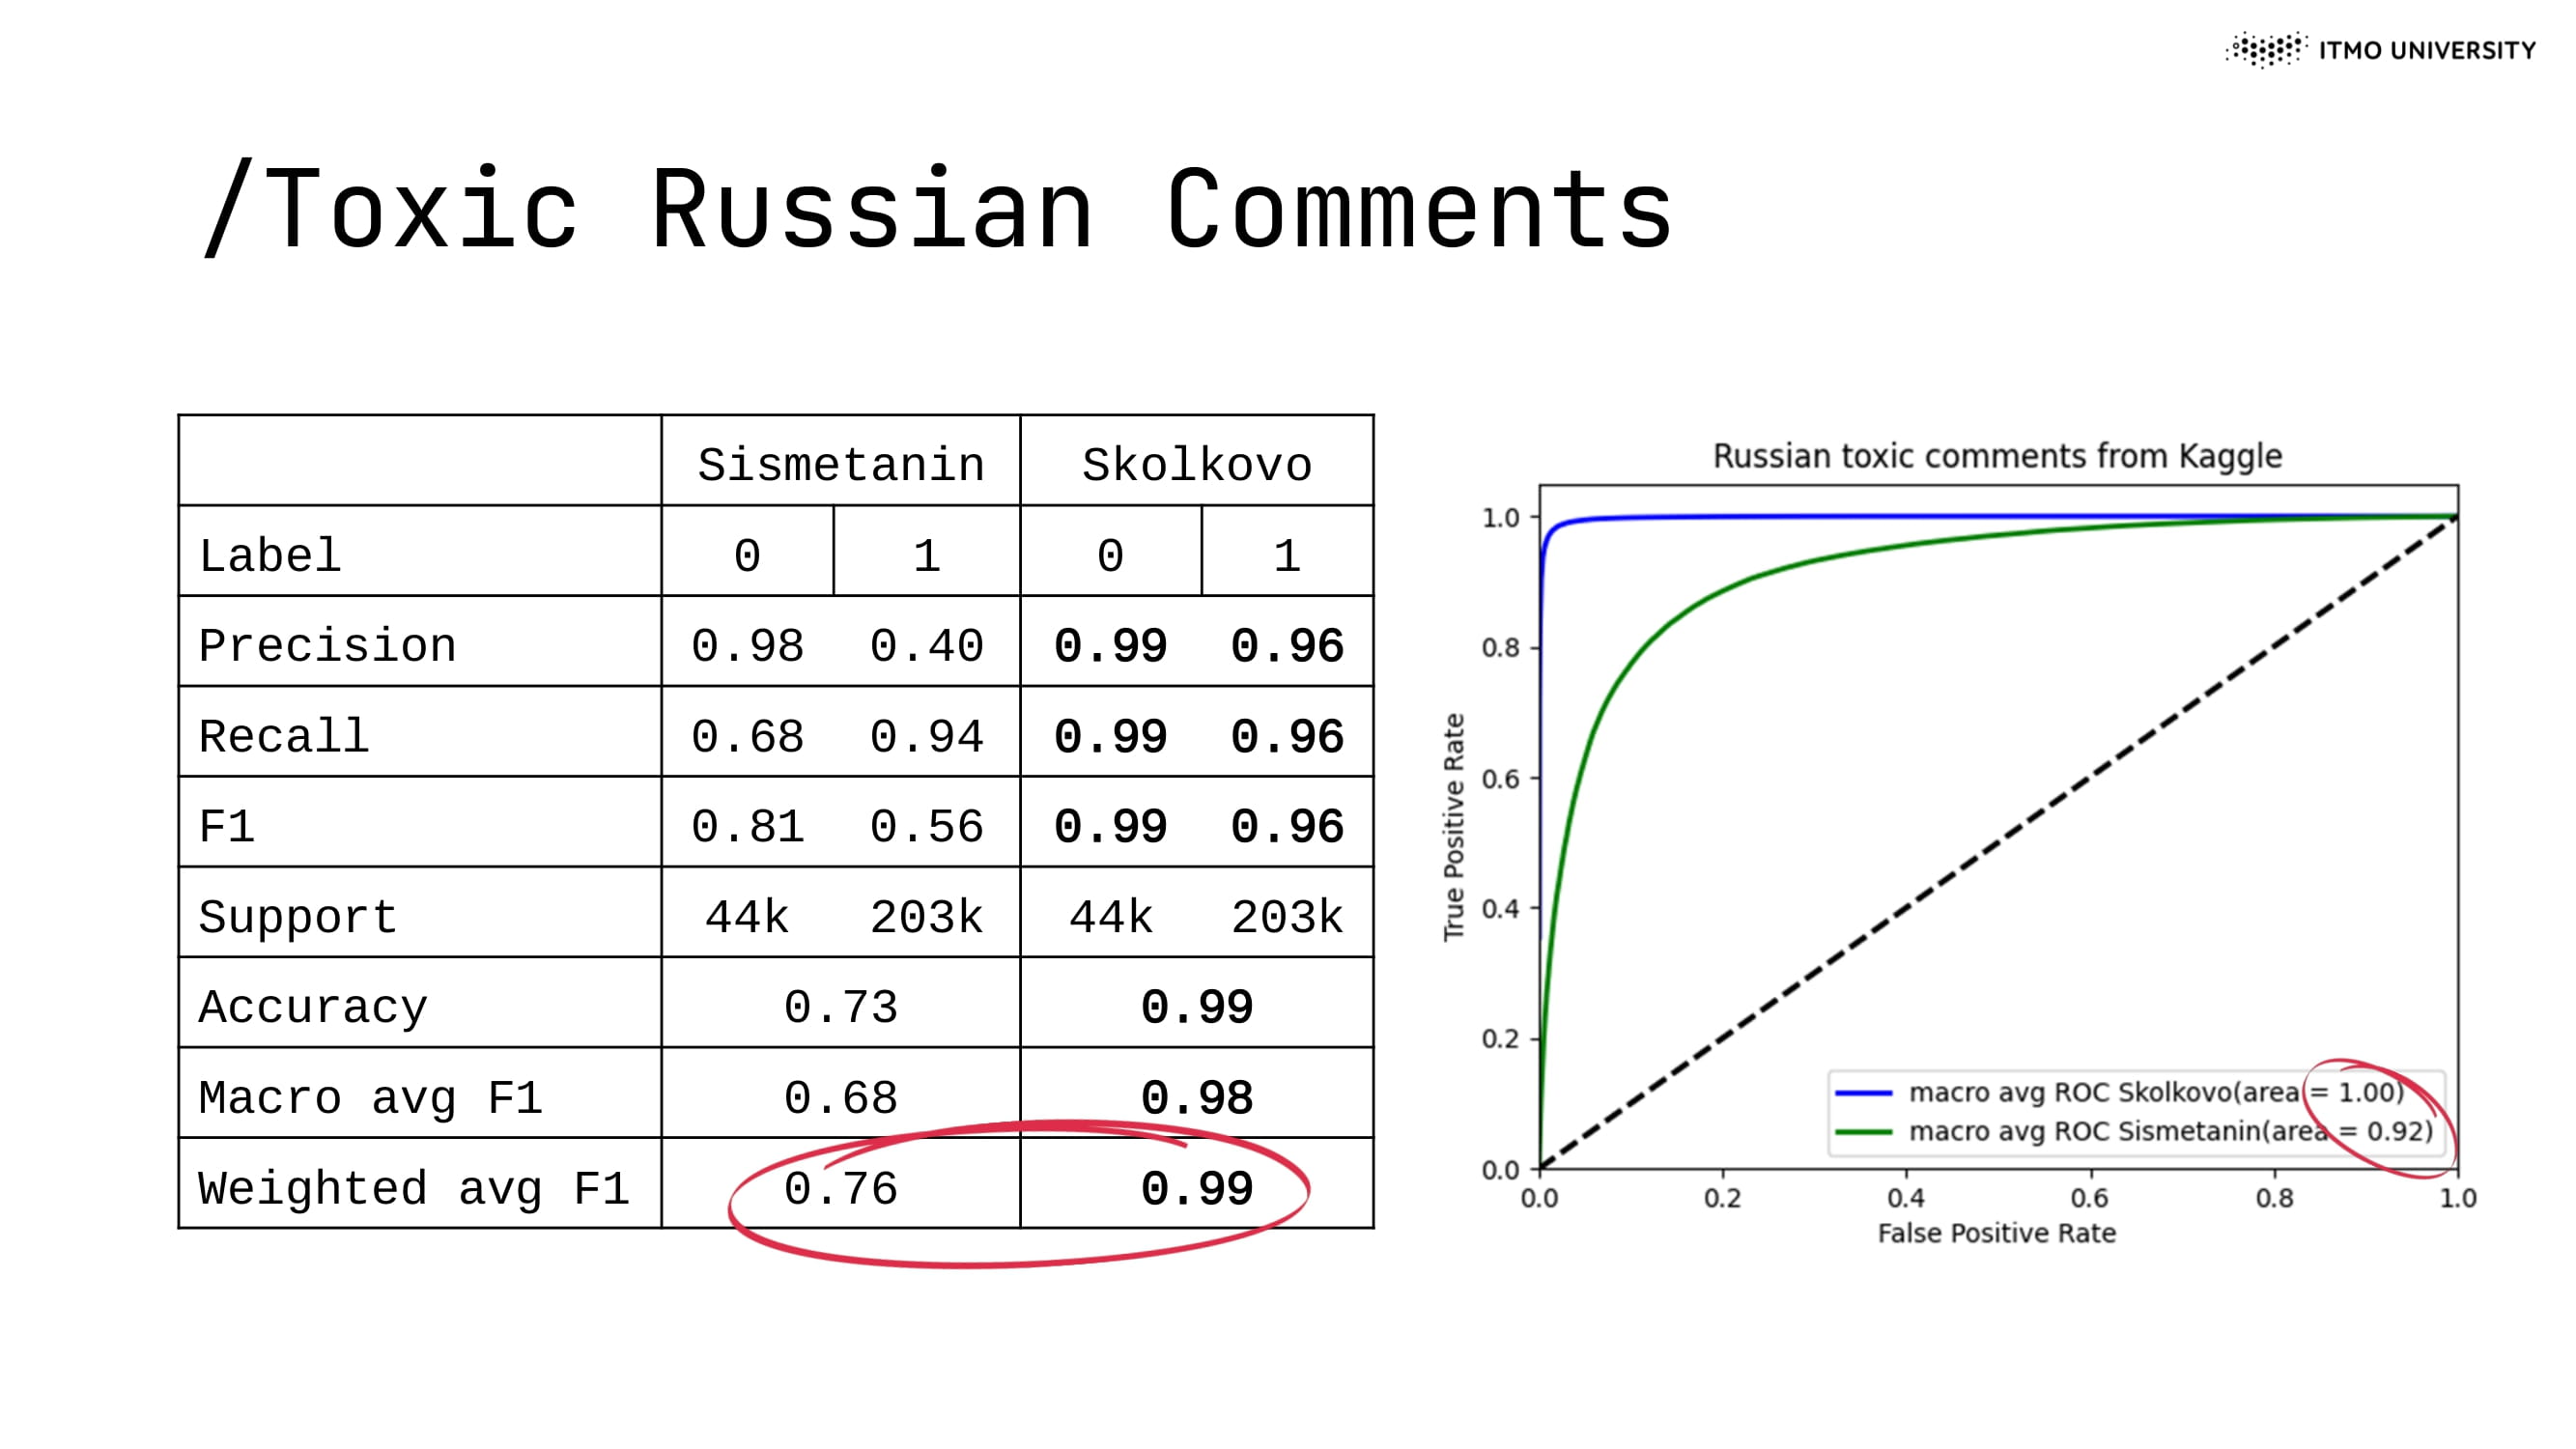 ITMO UNIVERSITY
/Toxic Russian Comments
Sismetanin Skolkovo
Label 0 1 0 1
Precision 0.98 0.40 0.99 0.96
Recall 0.68 0.94 0.99 0.96
F1 0.81 0.56 0.99 0.96
Support 44k 203k 44k 203k
Accuracy 0.73 0.99
Macro avg F1 0.68 0.98
Weighted avg F1 0.76 0.99
Russian toxic comments from Kaggle
True Positive Rate
1.0
0.8
0.6
0.4
0.2
0.0
macro avg ROC Skolkovo(area = 1.00)
macro avg ROC Sismetanin(area = 0.92)
0.0 0.2 0.4 0.6 0.8 1.0
False Positive Rate